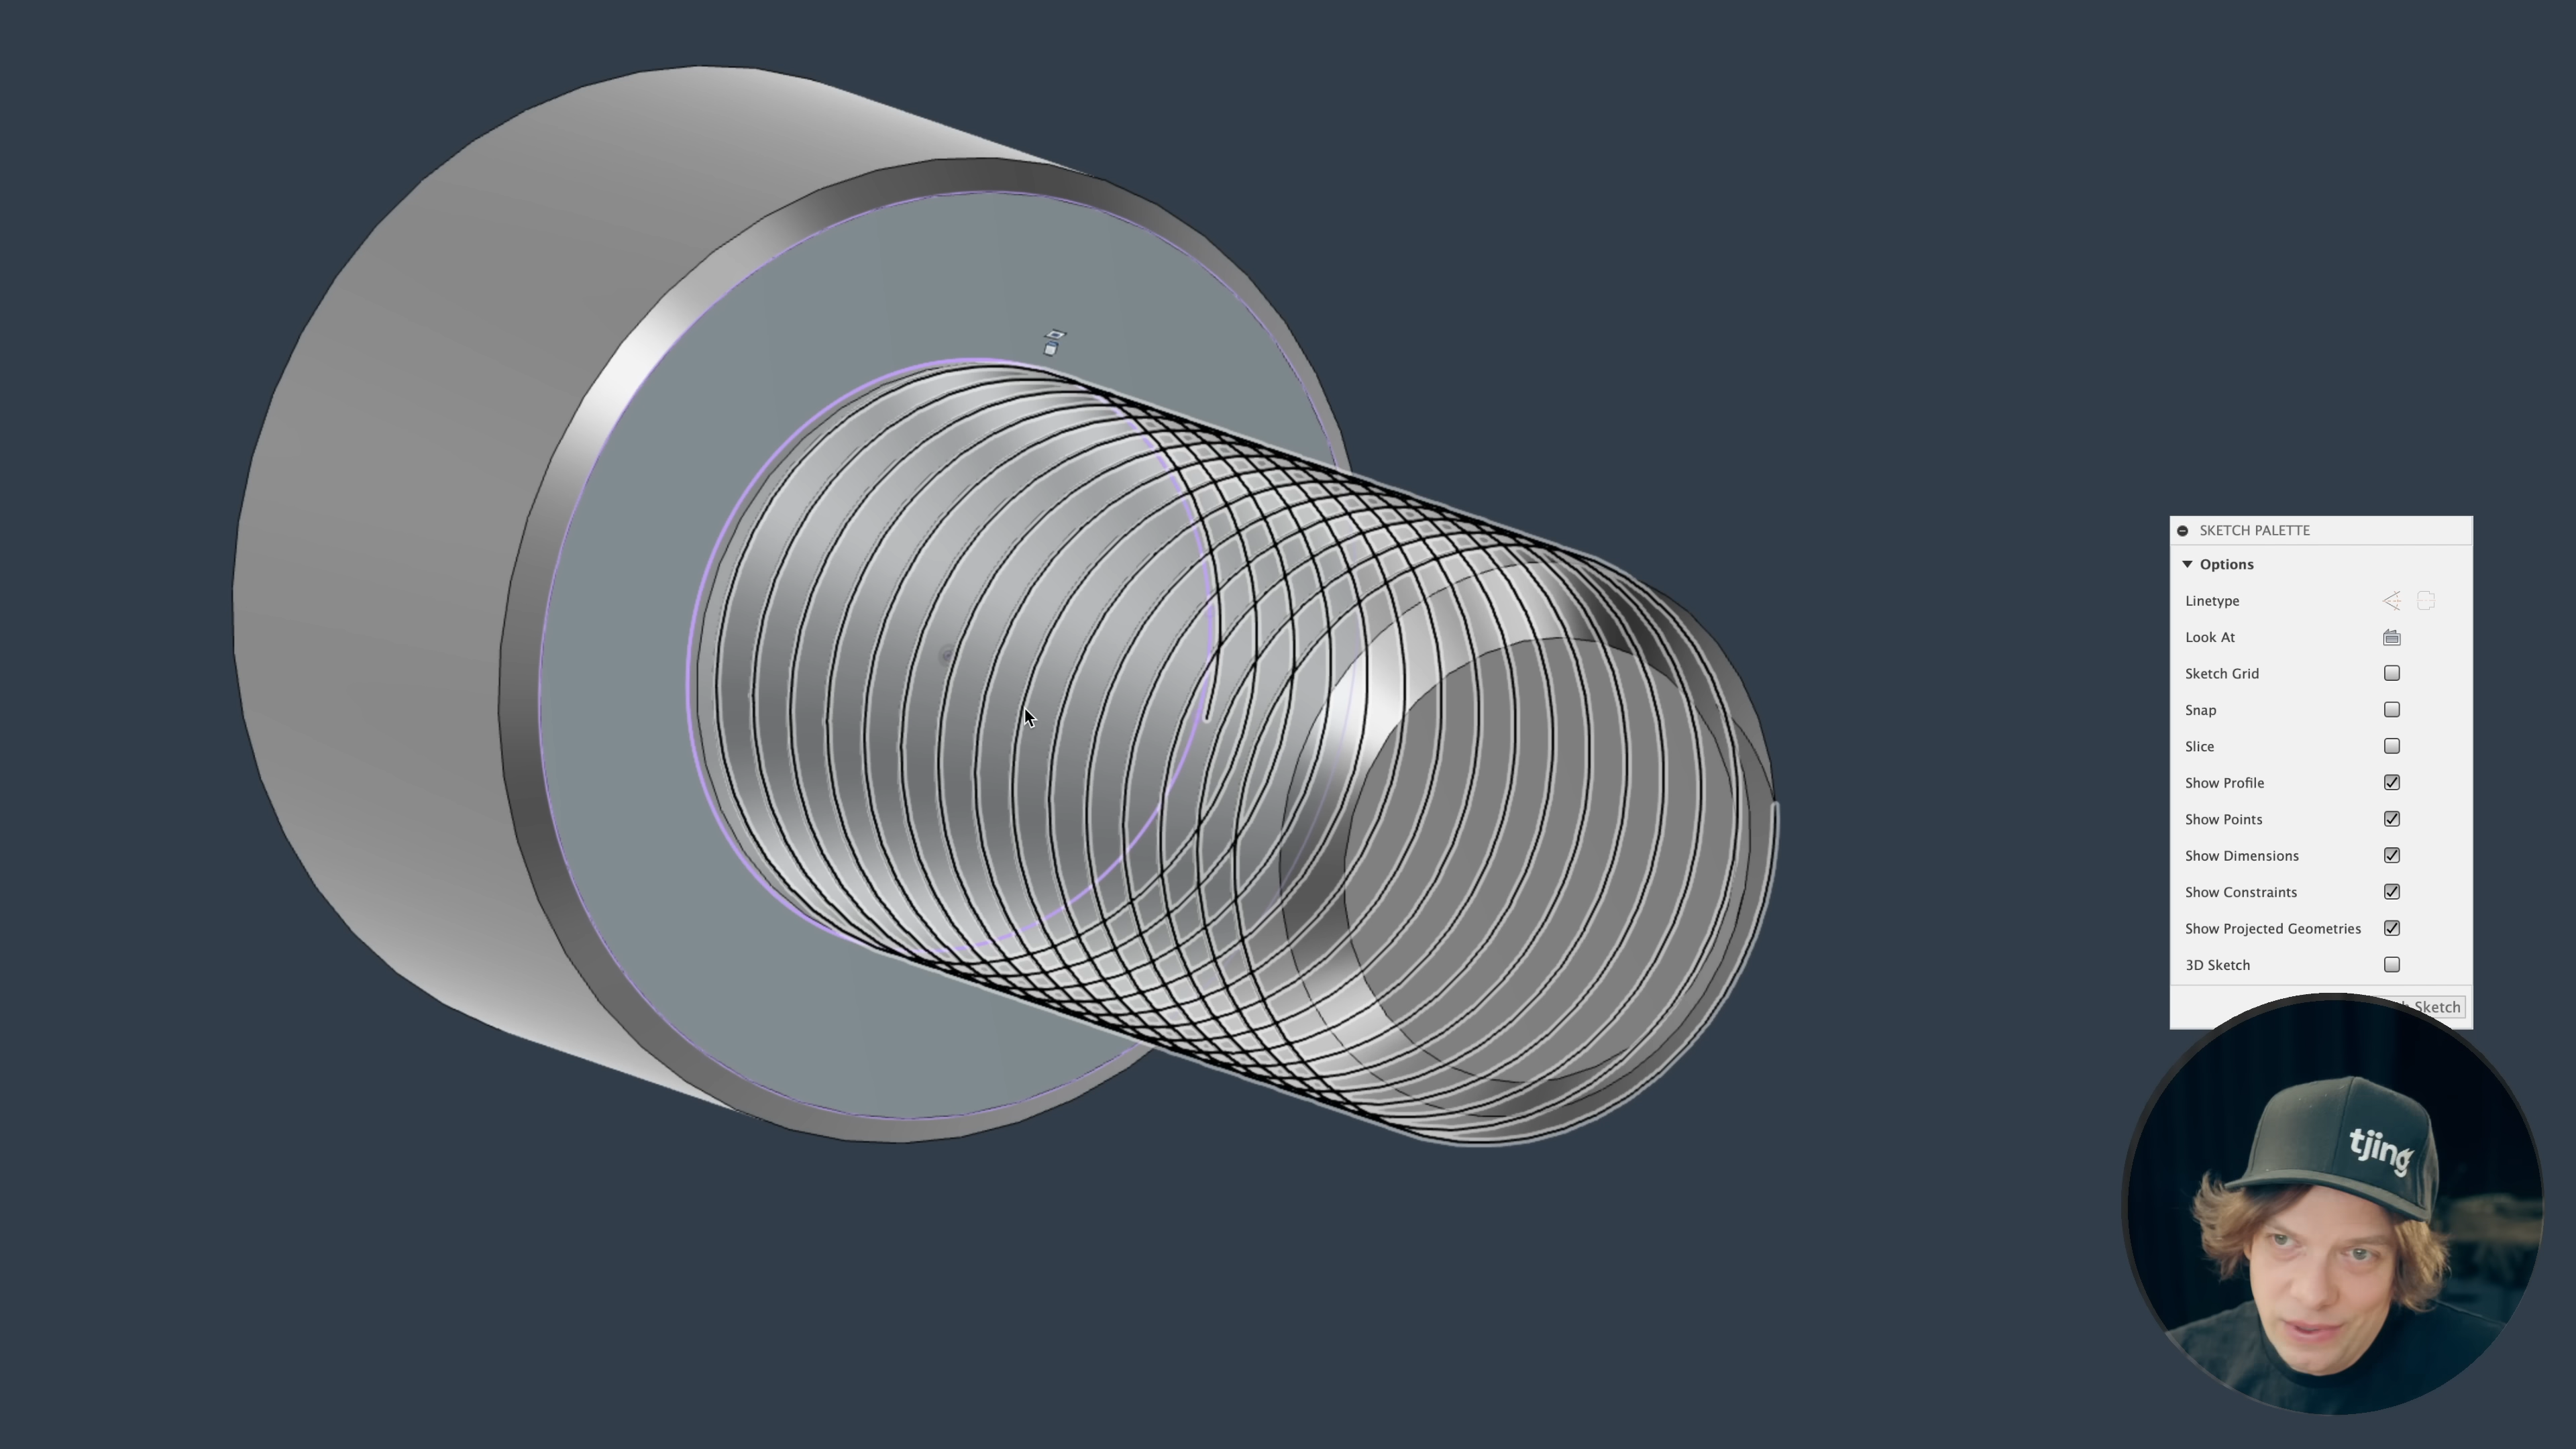 SKETCH PALETTE
Options
Linetype
Look At
Sketch Grid
Snap
Slice
Show Profile
Show Points
Show Dimensions
Show Constraints
Show Projected Geometries
3D Sketch
Sketch
tjing